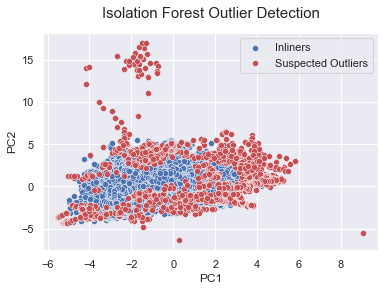 Isolation Forest Outlier Detection
Inliners
Suspected Outliers
PC2
15
10
5
0
−5
−6
−4
−2
0
2
4
6
8
PC1